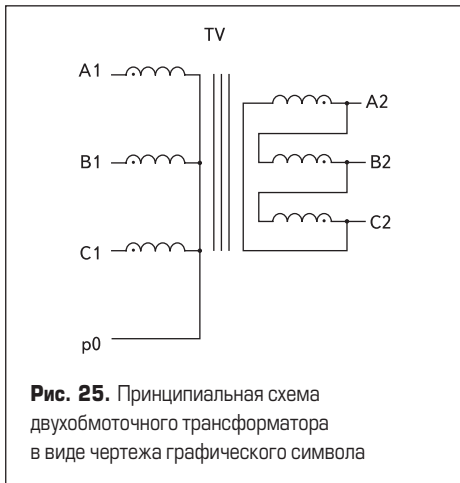 TV
A1
A2
B1
B2
C1
C2
p0
Рис. 25. Принципиальная схема
двухобмоточного трансформатора
в виде чертежа графического символа